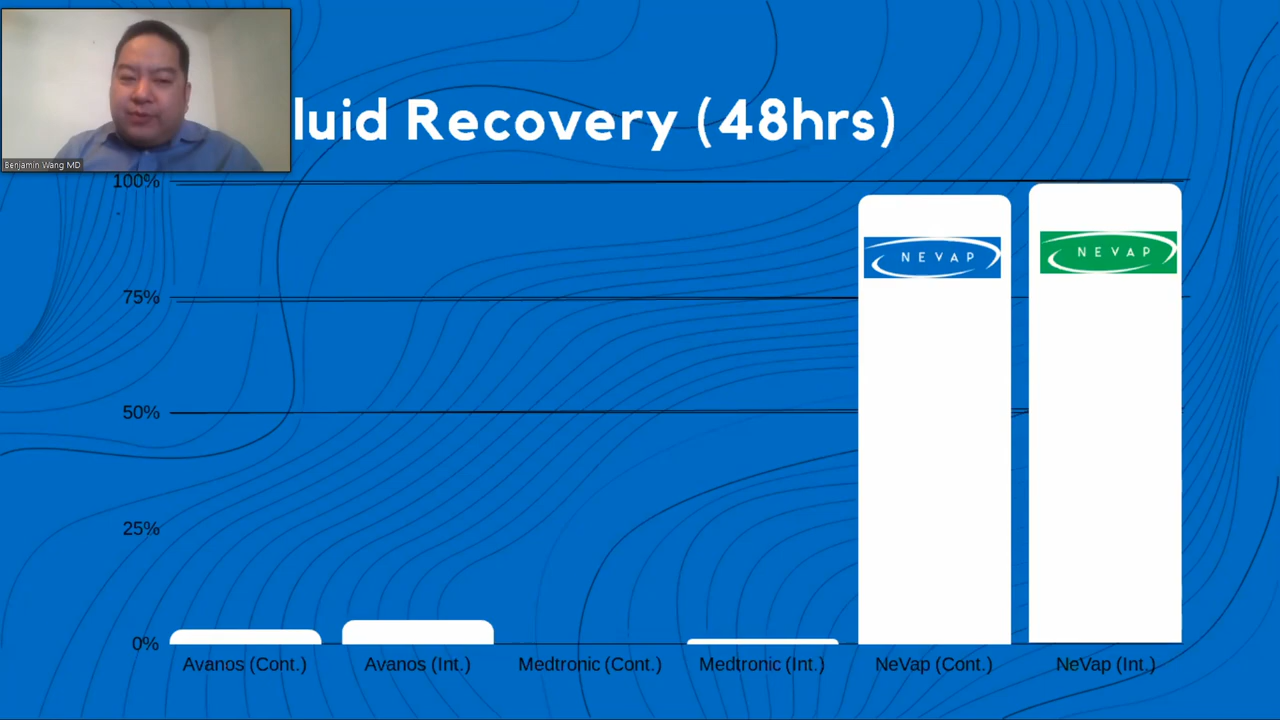 Benjamin Wang MD
luid Recovery (48hrs)
100%
75%
50%
25%
0%
NEVAP
NEVAP
Avanos (Cont.)
Avanos (Int.)
Medtronic (Cont.)
Medtronic (Int.)
NeVap (Cont.)
NeVap (Int.)